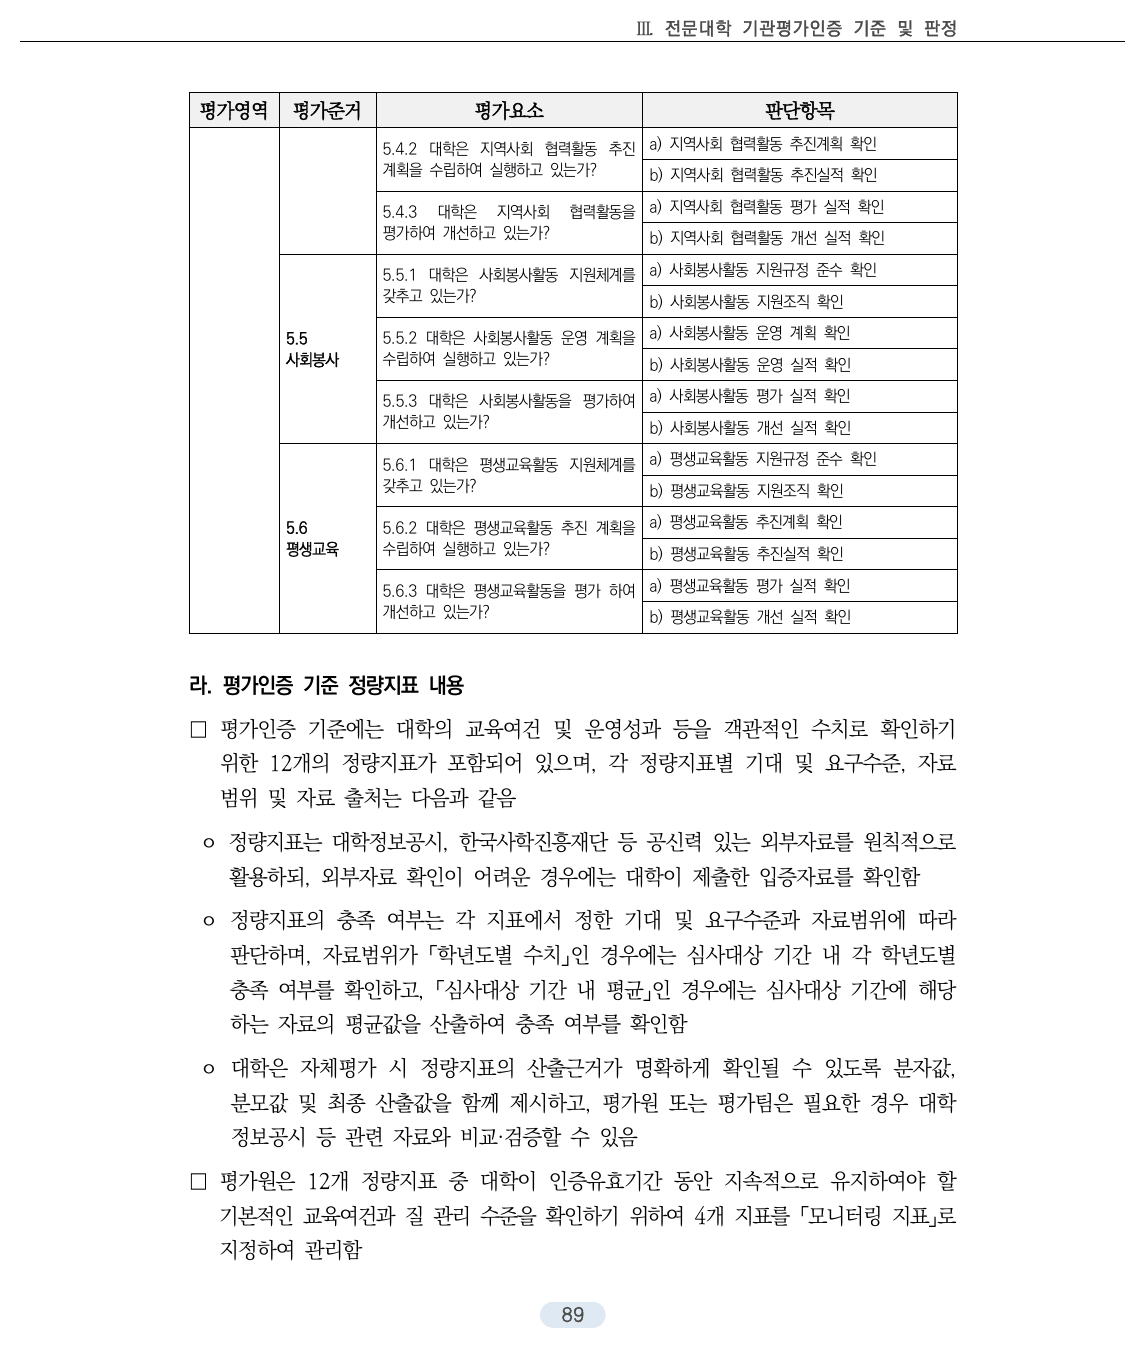 Ⅲ. 전문대학 기관평가인증 기준 및 판정
평가영역 평가준거 평가요소 판단항목
5.4.2 대학은 지역사회 협력활동 추진
계획을 수립하여 실행하고 있는가?
a) 지역사회 협력활동 추진계획 확인
b) 지역사회 협력활동 추진실적 확인
5.4.3 대학은 지역사회 협력활동을
평가하여 개선하고 있는가?
a) 지역사회 협력활동 평가 실적 확인
b) 지역사회 협력활동 개선 실적 확인
5.5
사회봉사
5.5.1 대학은 사회봉사활동 지원체계를
갖추고 있는가?
a) 사회봉사활동 지원규정 준수 확인
b) 사회봉사활동 지원조직 확인
5.5.2 대학은 사회봉사활동 운영 계획을
수립하여 실행하고 있는가?
a) 사회봉사활동 운영 계획 확인
b) 사회봉사활동 운영 실적 확인
5.5.3 대학은 사회봉사활동을 평가하여
개선하고 있는가?
a) 사회봉사활동 평가 실적 확인
b) 사회봉사활동 개선 실적 확인
5.6
평생교육
5.6.1 대학은 평생교육활동 지원체계를
갖추고 있는가?
a) 평생교육활동 지원규정 준수 확인
b) 평생교육활동 지원조직 확인
5.6.2 대학은 평생교육활동 추진 계획을
수립하여 실행하고 있는가?
a) 평생교육활동 추진계획 확인
b) 평생교육활동 추진실적 확인
5.6.3 대학은 평생교육활동을 평가 하여
개선하고 있는가?
a) 평생교육활동 평가 실적 확인
b) 평생교육활동 개선 실적 확인
라. 평가인증 기준 정량지표 내용
□ 평가인증 기준에는 대학의 교육여건 및 운영성과 등을 객관적인 수치로 확인하기
위한 12개의 정량지표가 포함되어 있으며, 각 정량지표별 기대 및 요구수준, 자료
범위 및 자료 출처는 다음과 같음
ㅇ 정량지표는 대학정보공시, 한국사학진흥재단 등 공신력 있는 외부자료를 원칙적으로
활용하되, 외부자료 확인이 어려운 경우에는 대학이 제출한 입증자료를 확인함
ㅇ 정량지표의 충족 여부는 각 지표에서 정한 기대 및 요구수준과 자료범위에 따라
판단하며, 자료범위가 「학년도별 수치」인 경우에는 심사대상 기간 내 각 학년도별
충족 여부를 확인하고, 「심사대상 기간 내 평균」인 경우에는 심사대상 기간에 해당
하는 자료의 평균값을 산출하여 충족 여부를 확인함
ㅇ 대학은 자체평가 시 정량지표의 산출근거가 명확하게 확인될 수 있도록 분자값,
분모값 및 최종 산출값을 함께 제시하고, 평가원 또는 평가팀은 필요한 경우 대학
정보공시 등 관련 자료와 비교·검증할 수 있음
□ 평가원은 12개 정량지표 중 대학이 인증유효기간 동안 지속적으로 유지하여야 할
기본적인 교육여건과 질 관리 수준을 확인하기 위하여 4개 지표를 「모니터링 지표」로
지정하여 관리함
89